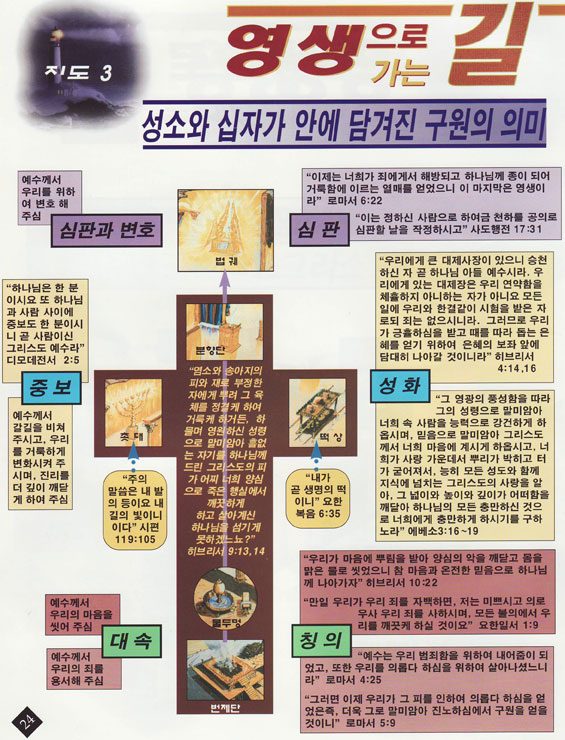 진도 3
영생으로
가는 길
성소와 십자가 안에 담겨진 구원의 의미
예수께서
우리를 위하
여 변호 해
주심
심판과 변호
법궤
"이제는 너희가 죄에게서 해방되고 하나님께 종이 되어
거룩함에 이르는 열매를 얻었으니 이 마지막은 영생이
라" 로마서 6:22
심 판
"이는 정하신 사람으로 하여금 천하를 공의로
심판할 날을 작정하시고" 사도행전 17:31
"하나님은 한 분
이시요 또 하나님
과 사람 사이에
중보도 한 분이시
니 곧 사람이신
그리스도 예수라"
디모데전서 2:5
중 보
예수께서
갈길을 비쳐
주시고, 우리
를 거룩하게
변화시켜 주
시며, 진리를
더 깊이 깨닫
게 하여 주심
분향단
"염소와 송아지의
피와 재로 부정한
자에게 뿌려 그 육
체를 정결케 하여
거룩케 하거든, 하
물며 영원하신 성령
으로 말미암아 흠없
는 자기를 하나님께
드린 그리스도의 피
가 어찌 너희 양심
으로 죽은 행실에서
깨끗하게
하고 살아계신
하나님을 섬기게
못하겠느뇨?"
히브리서 9:13,14
촛대
"주의
말씀은 내 발
의 등이요 내
길의 빛이니
이다" 시편
119:105
떡상
"내가
곧 생명의 떡
이니" 요한
복음 6:35
"우리에게 큰 대제사장이 있으니 승천
하신 자 곧 하나님 아들 예수시라. 우
리에게 있는 대제장은 우리 연약함을
체휼하지 아니하는 자가 아니요 모든
일에 우리와 한결같이 시험을 받은 자
로되 죄는 없으시니라. 그러므로 우리
가 긍휼하심을 받고 때를 따라 돕는 은
혜를 얻기 위하여 은혜의 보좌 앞에
담대히 나아갈 것이니라" 히브리서
4:14,16
성 화
"그 영광의 풍성함을 따라
그의 성령으로 말미암아
너희 속 사람을 능력으로 강건하게 하
옵시며, 믿음으로 말미암아 그리스도
께서 너희 마음에 계시게 하옵시고, 너
희가 사랑 가운데서 뿌리가 박히고 터
가 굳어져서, 능히 모든 성도와 함께
지식에 넘치는 그리스도의 사랑을 알
아, 그 넓이와 높이와 깊이가 어떠함을
깨달아 하나님의 모든 충만하신 것으
로 너희에게 충만하게 하시기를 구하
노라" 에베소3:16~19
"우리가 마음에 뿌림을 받아 양심의 악을 깨닫고 몸을
맑은 물로 씻었으니 참 마음과 온전한 믿음으로 하나님
께 나아가자" 히브리서 10:22
"만일 우리가 우리 죄를 자백하면, 저는 미쁘시고 의로
우사 우리 죄를 사하시며, 모든 불의에서 우
리를 깨끗케 하실 것이요" 요한일서 1:9
예수께서
우리의 마음을
씻어 주심
대 속
예수께서
우리의 죄를
용서해 주심
물두멍
번제단
칭 의
"예수는 우리 범죄함을 위하여 내어줌이 되
었고, 또한 우리를 의롭다 하심을 위하여 살아나셨느니
라" 로마서 4:25
"그러면 이제 우리가 그 피를 인하여 의롭다 하심을 얻
었은즉, 더욱 그로 말미암아 진노하심에서 구원을 얻을
것이니" 로마서 5:9
24